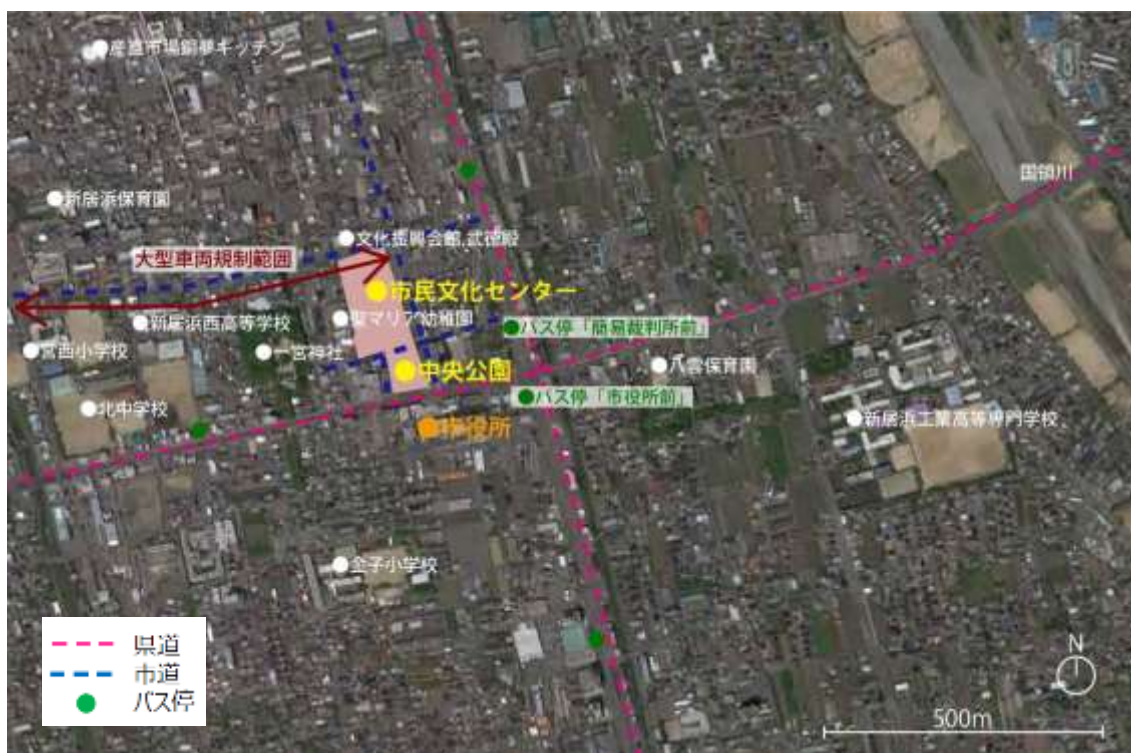 産直市場銅夢キッチン
国領川
新居浜保育園
文化振興会館,武徳殿
大型車両規制範囲
市民文化センター
新居浜西高等学校
聖マリア幼稚園
バス停「簡易裁判所前」
宮西小学校
一宮神社
中央公園
八雲保育園
バス停「市役所前」
北中学校
新居浜工業高等専門学校
市役所
金子小学校
県道
市道
バス停
N
500m